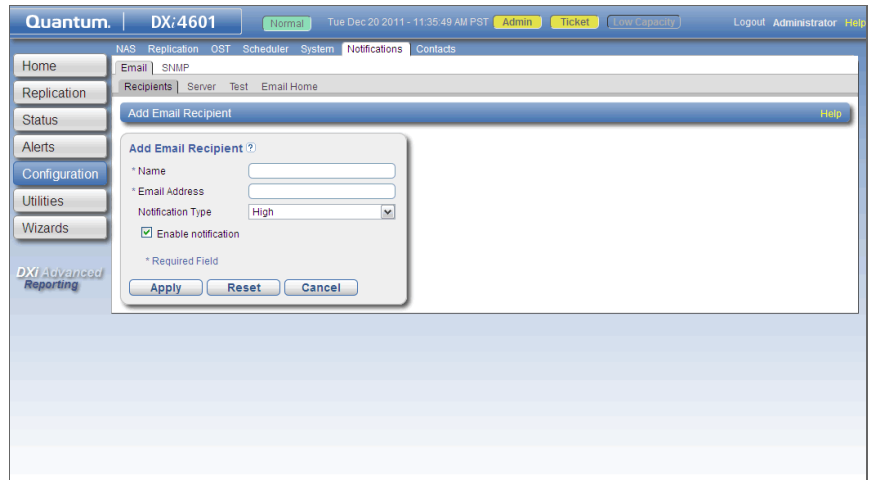 Quantum. DXi4601 Normal Tue Dec 20 2011 - 11:35:49 AM PST Admin Ticket Low Capacity Logout Administrator Help
NAS Replication OST Scheduler System Notifications Contacts
Email SNMP
Recipients Server Test Email Home
Home
Replication
Status
Alerts
Configuration
Utilities
Wizards
DXi Advanced
Reporting
Add Email Recipient Help
Add Email Recipient ?
* Name
* Email Address
Notification Type High
Enable notification
* Required Field
Apply Reset Cancel